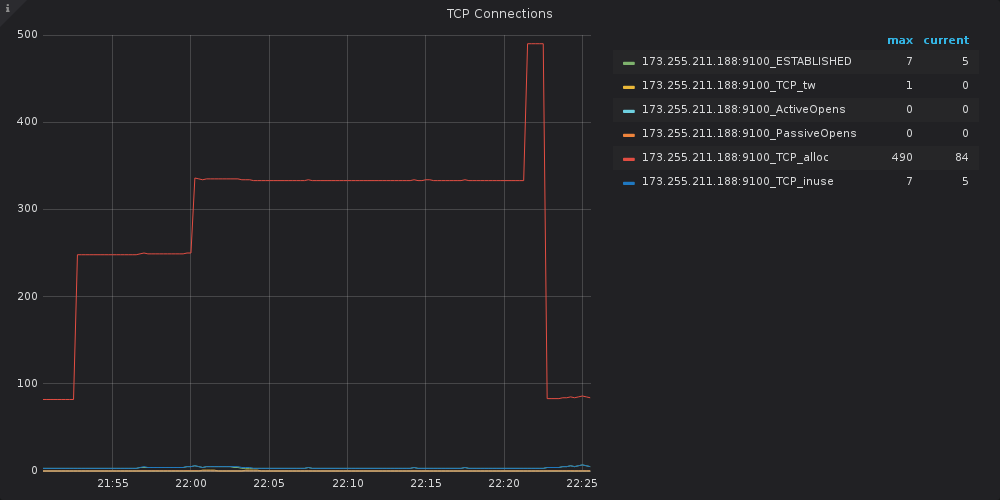 i
TCP Connections
500
400
300
200
100
0
21:55 22:00 22:05 22:10 22:15 22:20 22:25
max current
173.255.211.188:9100_ESTABLISHED 7 5
173.255.211.188:9100_TCP_tw 1 0
173.255.211.188:9100_ActiveOpens 0 0
173.255.211.188:9100_PassiveOpens 0 0
173.255.211.188:9100_TCP_alloc 490 84
173.255.211.188:9100_TCP_inuse 7 5